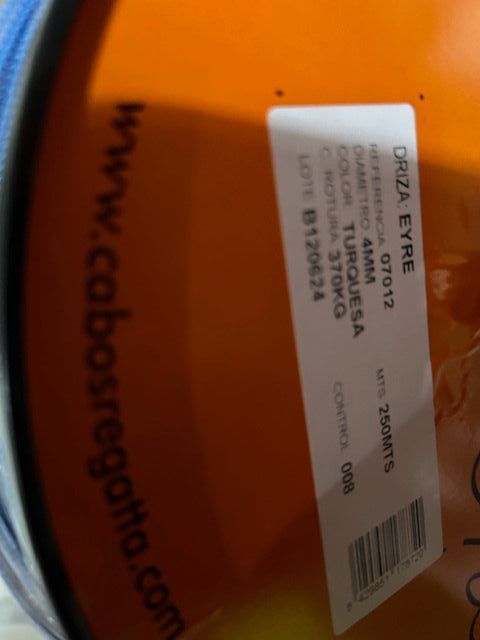 www.cabosregatta.com
DRIZA: EYRE
REFERENCIA 07012
MTS. 250MTS
DIAMETRO 4MM
COLOR TURQUESA
CONTROL 008
C. ROTURA 370KG
LOTE B120624